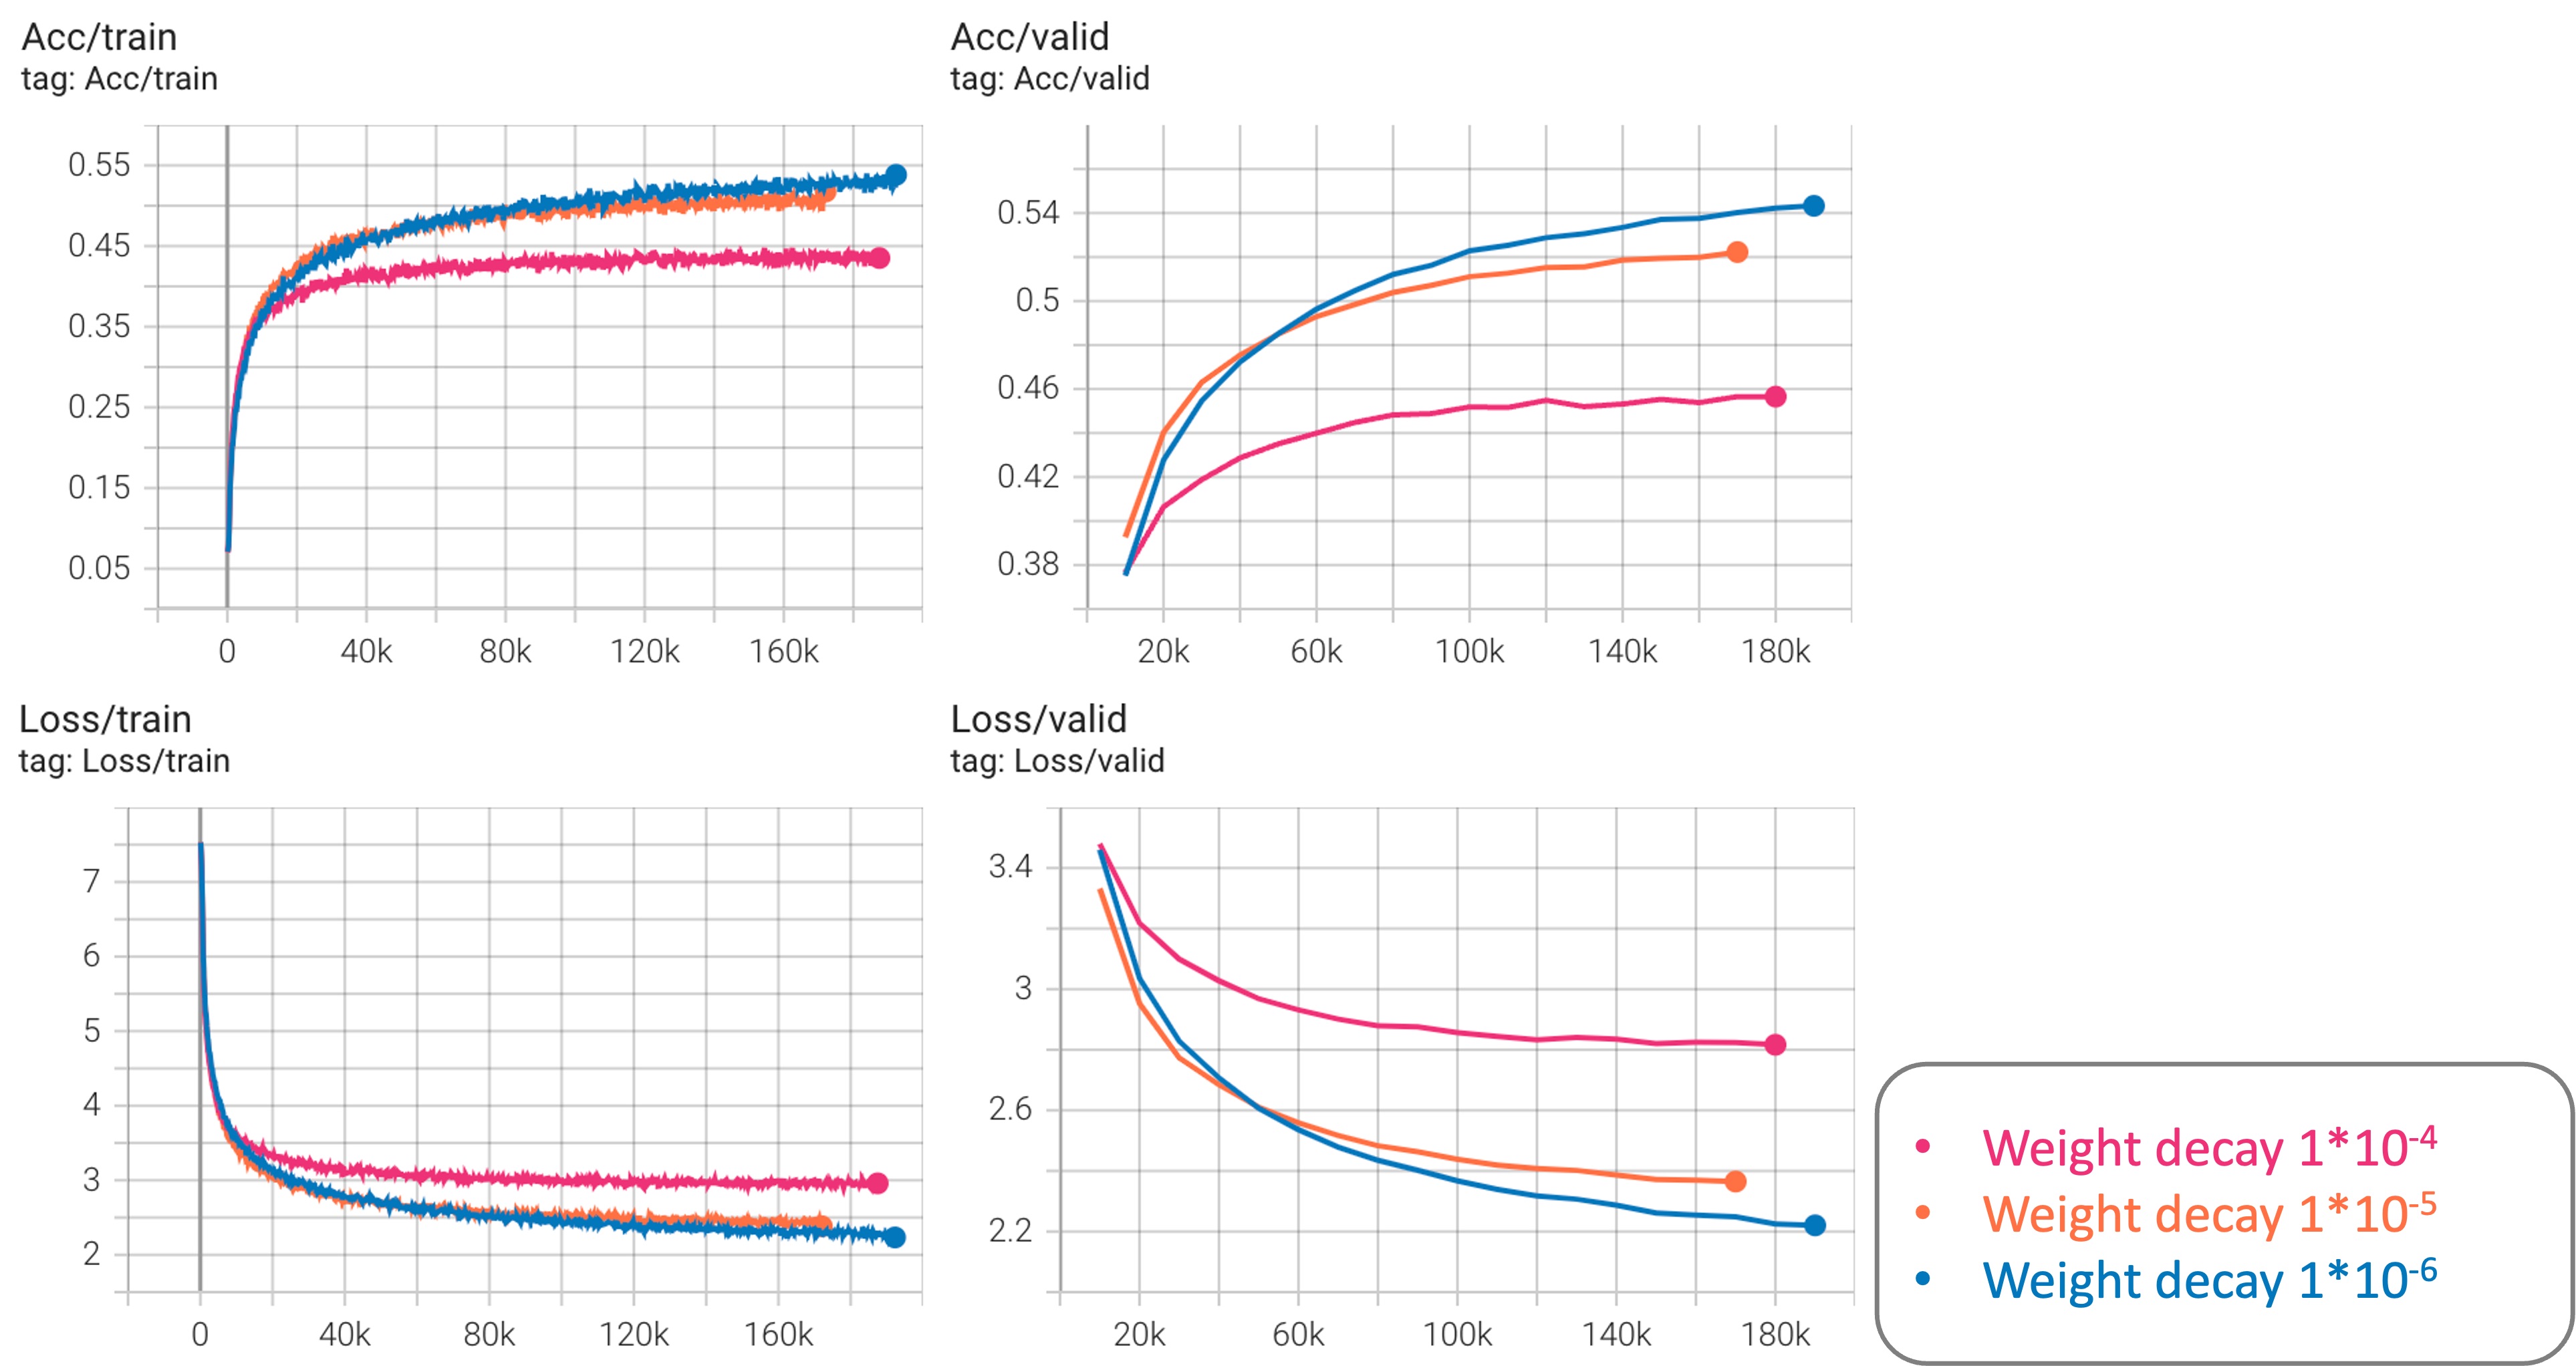 Acc/train
tag: Acc/train
0.55
0.45
0.35
0.25
0.15
0.05
0 40k 80k 120k 160k
Acc/valid
tag: Acc/valid
0.54
0.5
0.46
0.42
0.38
20k 60k 100k 140k 180k
Loss/train
tag: Loss/train
7
6
5
4
3
2
0 40k 80k 120k 160k
Loss/valid
tag: Loss/valid
3.4
3
2.6
2.2
20k 60k 100k 140k 180k
• Weight decay 1*10⁻⁴
• Weight decay 1*10⁻⁵
• Weight decay 1*10⁻⁶